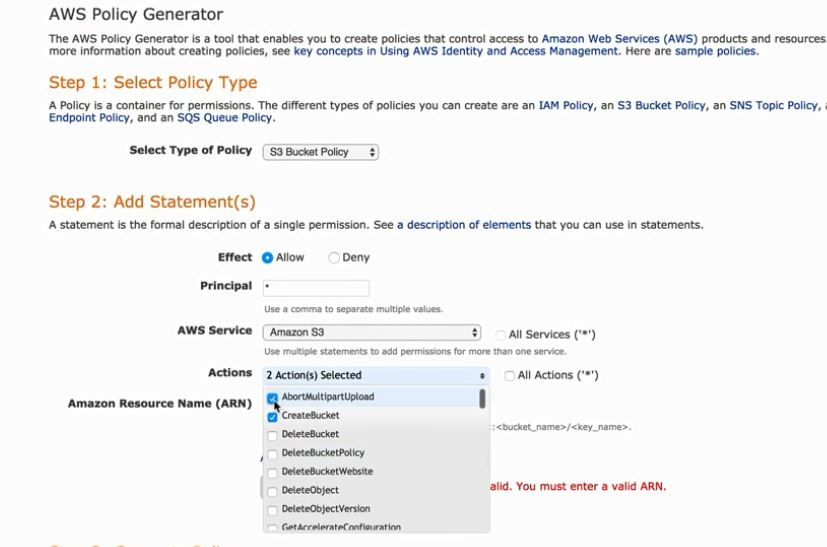 AWS Policy Generator
The AWS Policy Generator is a tool that enables you to create policies that control access to Amazon Web Services (AWS) products and resources
more information about creating policies, see key concepts in Using AWS Identity and Access Management. Here are sample policies.
Step 1: Select Policy Type
A Policy is a container for permissions. The different types of policies you can create are an IAM Policy, an S3 Bucket Policy, an SNS Topic Policy,
Endpoint Policy, and an SQS Queue Policy.
Select Type of Policy S3 Bucket Policy
Step 2: Add Statement(s)
A statement is the formal description of a single permission. See a description of elements that you can use in statements.
Effect Allow Deny
Principal *
Use a comma to separate multiple values.
AWS Service Amazon S3 All Services ('*')
Use multiple statements to add permissions for more than one service.
Actions 2 Action(s) Selected All Actions ('*')
AbortMultipartUpload
Amazon Resource Name (ARN)
CreateBucket
:<bucket_name>/<key_name>.
DeleteBucket
DeleteBucketPolicy
DeleteBucketWebsite
DeleteObject
alid. You must enter a valid ARN.
DeleteObjectVersion
GetAccelerateConfiguration